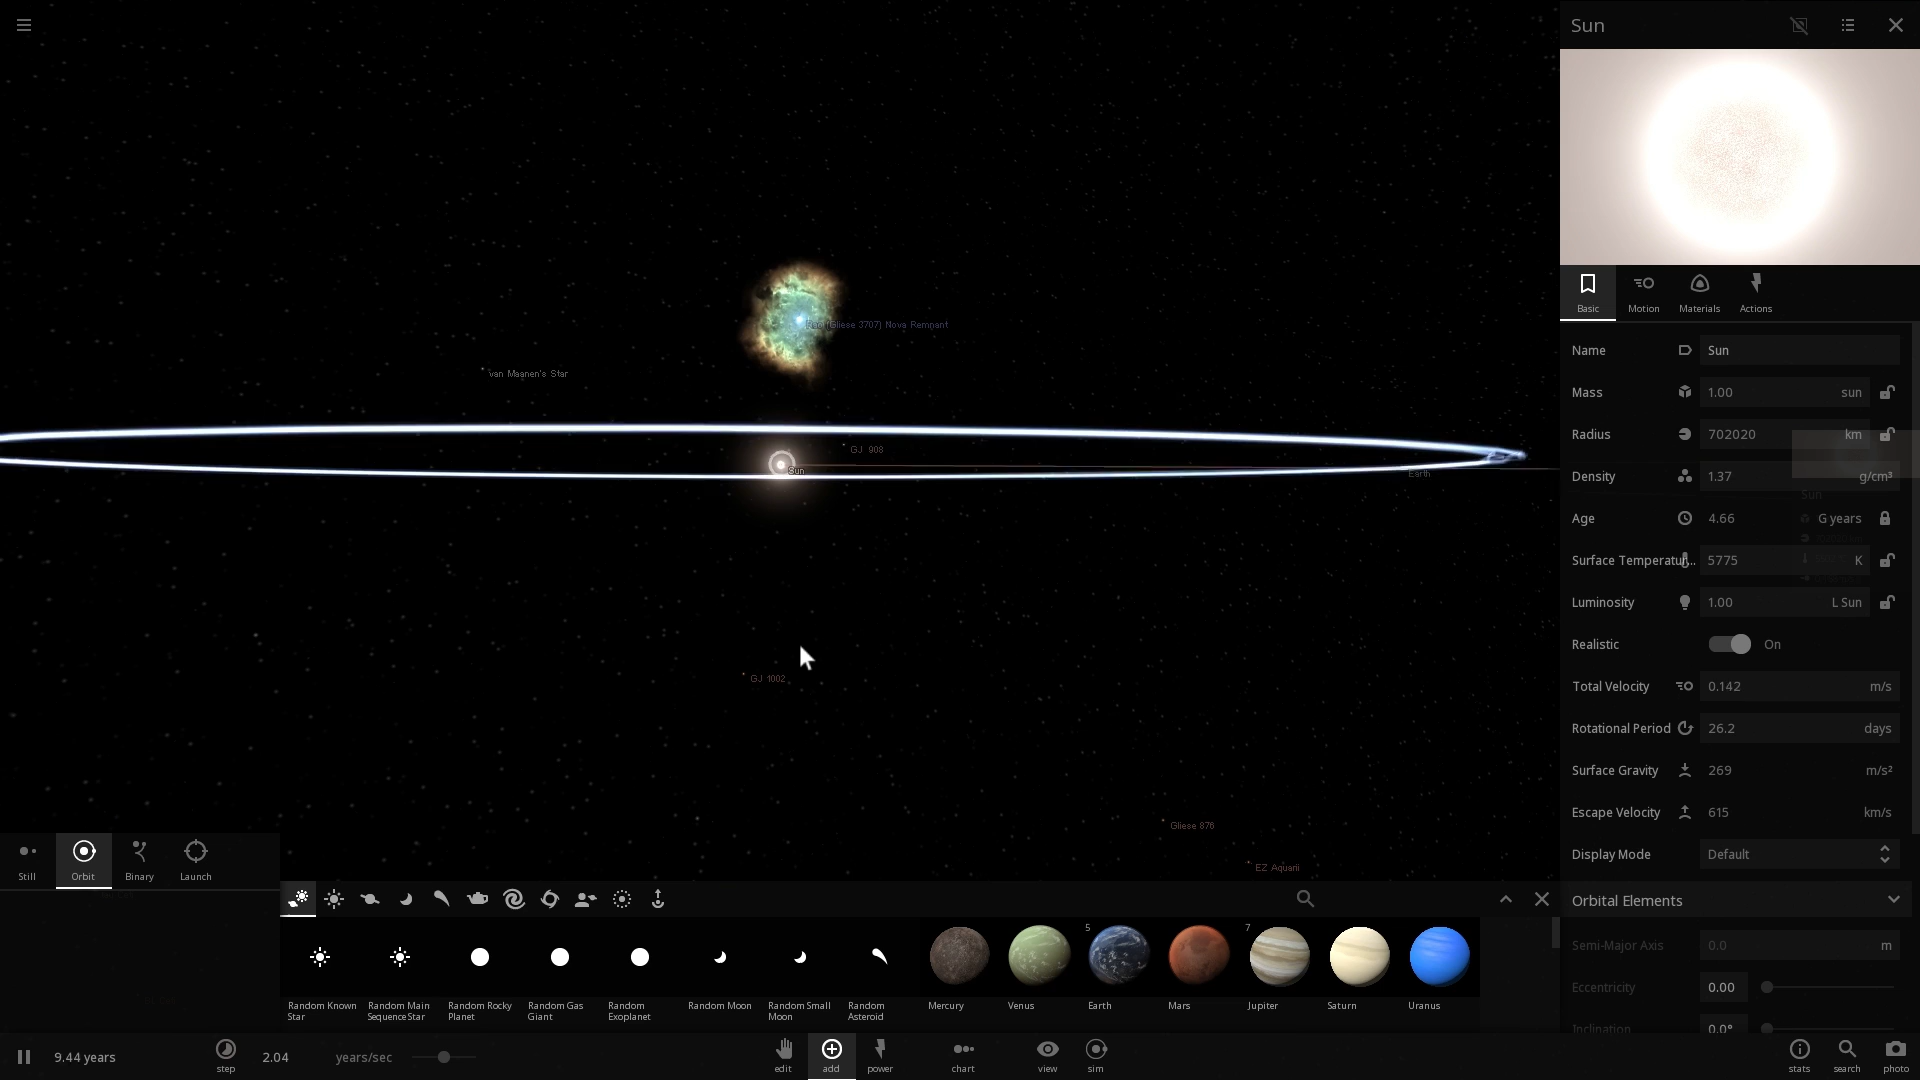 Sun
Basic
Motion
Materials
Actions
Name
Sun
Mass
1.00
sun
Radius
702020
km
Density
1.37
g/cm³
Sun
Age
4.66
G years
Surface Temperatur...
5775
K
Luminosity
1.00
L Sun
Realistic
On
Total Velocity
0.142
m/s
Rotational Period
26.2
days
Surface Gravity
269
m/s²
Escape Velocity
615
km/s
Display Mode
Default
Orbital Elements
Semi-Major Axis
0.0
m
Eccentricity
0.00
Inclination
0.0°
(Gliese 3707) Nova Remnant
van Maanen's Star
GJ 908
Sun
Earth
GJ 1002
Gliese 876
EZ Aquarii
Still
Orbit
Binary
Launch
5
7
Random Known
Star
Random Main
Sequence Star
Random Rocky
Planet
Random Gas
Giant
Random
Exoplanet
Random Moon
Random Small
Moon
Random
Asteroid
Mercury
Venus
Earth
Mars
Jupiter
Saturn
Uranus
9.44 years
step
2.04
years/sec
edit
add
power
chart
view
sim
stats
search
photo